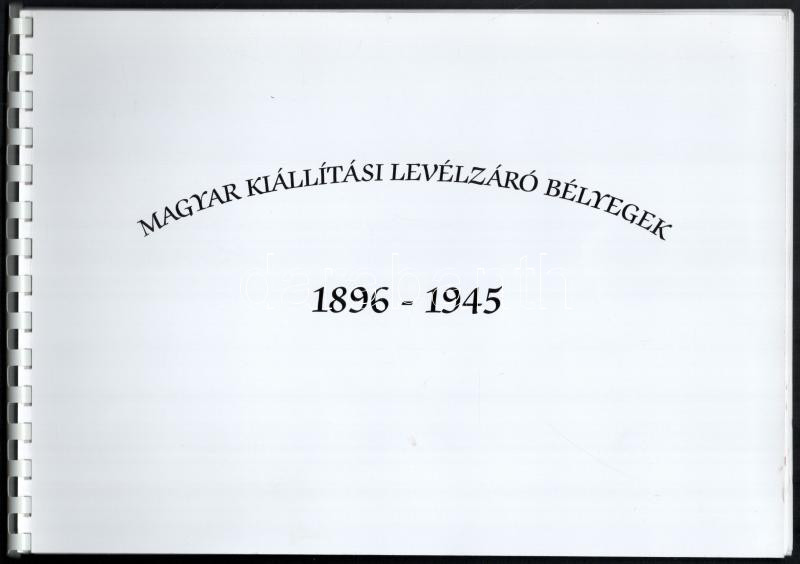 MAGYAR KIÁLLÍTÁSI LEVÉLZÁRÓ BÉLYEGEK
1896 - 1945